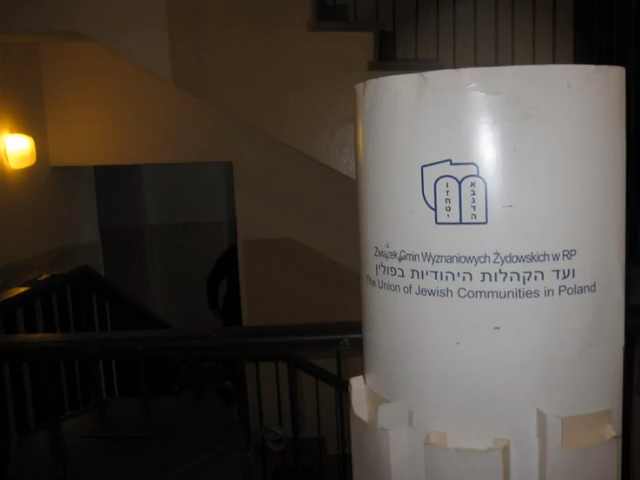 א ו
ב ז
ג ח
ד ט
ה י
Związek Gmin Wyznaniowych Żydowskich w RP
ועד הקהלות היהודיות בפולין
The Union of Jewish Communities in Poland